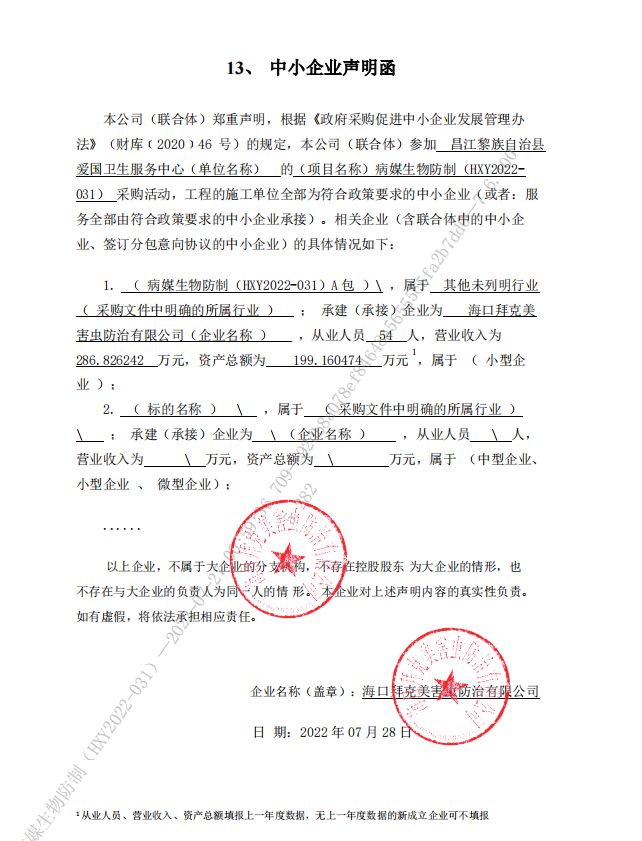 13、 中小企业声明函
本公司（联合体）郑重声明，根据《政府采购促进中小企业发展管理办
法》（财库﹝2020﹞46 号）的规定，本公司（联合体）参加 昌江黎族自治县
爱国卫生服务中心（单位名称） 的（项目名称）病媒生物防制（HXY2022-
031） 采购活动，工程的施工单位全部为符合政策要求的中小企业（或者：服
务全部由符合政策要求的中小企业承接）。相关企业（含联合体中的中小企
业、签订分包意向协议的中小企业）的具体情况如下：
1. （ 病媒生物防制（HXY2022-031）A 包 ）\ ，属于 其他未列明行业
（ 采购文件中明确的所属行业 ） ； 承建（承接）企业为 海口拜克美
害虫防治有限公司（企业名称 ） ，从业人员 54 人，营业收入为
286.826242 万元，资产总额为 199.160474 万元 1，属于 （ 小型企
业 ）；
2. （ 标的名称 ） \ ，属于 （ 采购文件中明确的所属行业 ）
\ ； 承建（承接）企业为 \ （企业名称 ） ，从业人员 \ 人，
营业收入为 \ 万元，资产总额为 \ 万元，属于 （中型企业、
小型企业 、 微型企业）；
......
以上企业，不属于大企业的分支机构，不存在控股股东 为大企业的情形，也
不存在与大企业的负责人为同一人的情 形。 本企业对上述声明内容的真实性负责。
如有虚假，将依法承担相应责任。
企业名称（盖章）：海口拜克美害虫防治有限公司
日 期：2022 年 07 月 28 日
1 从业人员、营业收入、资产总额填报上一年度数据，无上一年度数据的新成立企业可不填报